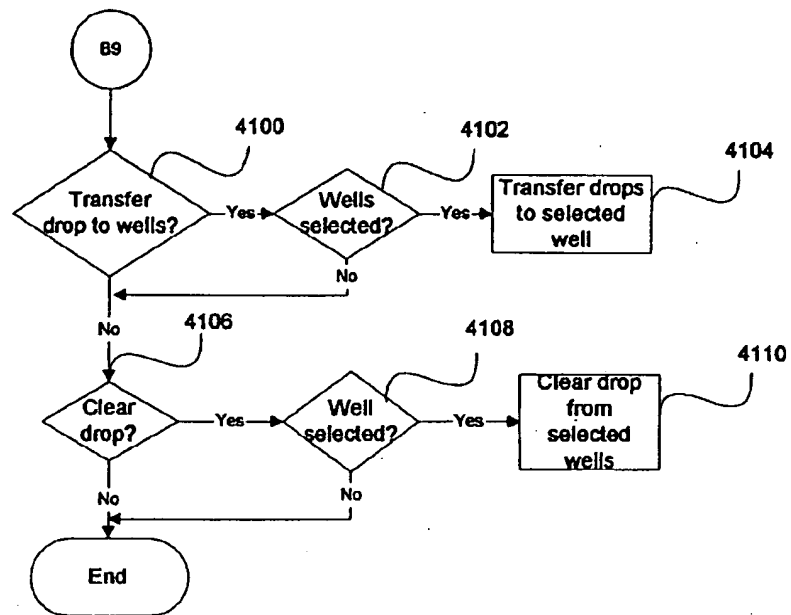 B9
4100
4102
4104
Transfer
drop to wells?
Yes
Wells
selected?
Yes
Transfer drops
to selected
well
No
No
4106
4108
4110
Clear
drop?
Yes
Well
selected?
Yes
Clear drop
from
selected
wells
No
No
End